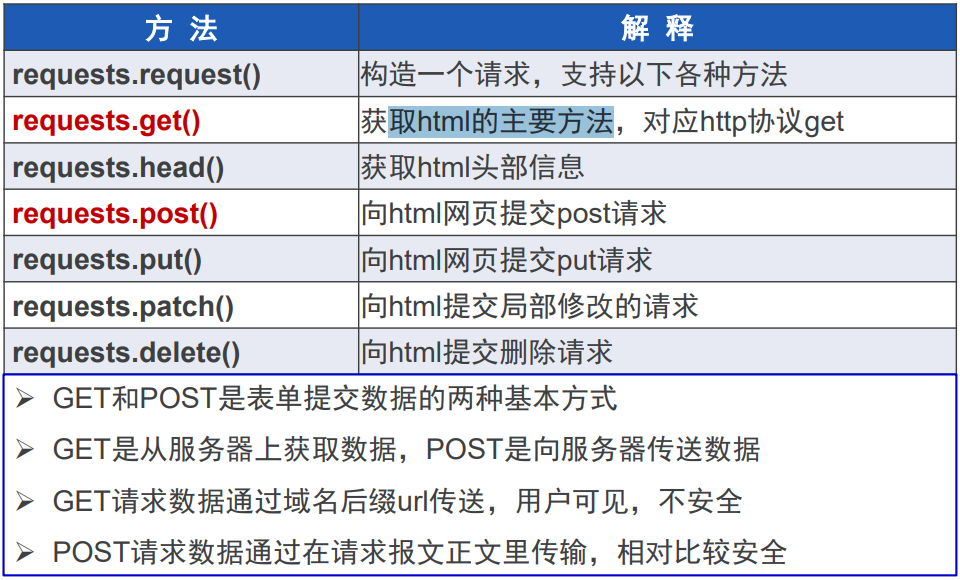 方 法 解 释
requests.request() 构造一个请求，支持以下各种方法
requests.get() 获取html的主要方法，对应http协议get
requests.head() 获取html头部信息
requests.post() 向html网页提交post请求
requests.put() 向html网页提交put请求
requests.patch() 向html提交局部修改的请求
requests.delete() 向html提交删除请求
➢ GET和POST是表单提交数据的两种基本方式
➢ GET是从服务器上获取数据，POST是向服务器传送数据
➢ GET请求数据通过域名后缀url传送，用户可见，不安全
➢ POST请求数据通过在请求报文正文里传输，相对比较安全